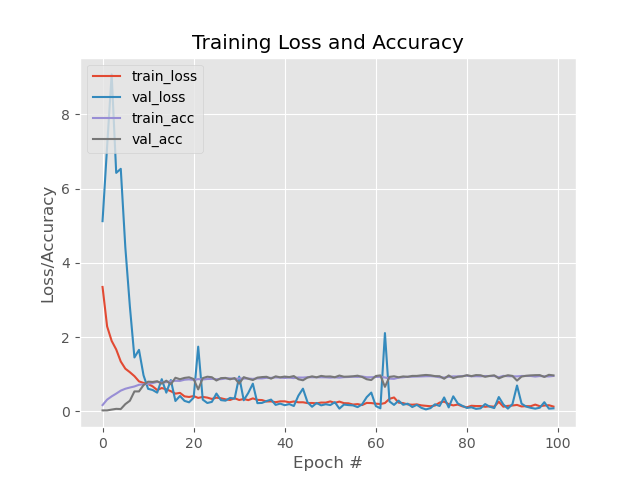 Training Loss and Accuracy
train_loss
val_loss
train_acc
val_acc
Loss/Accuracy
8
6
4
2
0
0 20 40 60 80 100
Epoch #